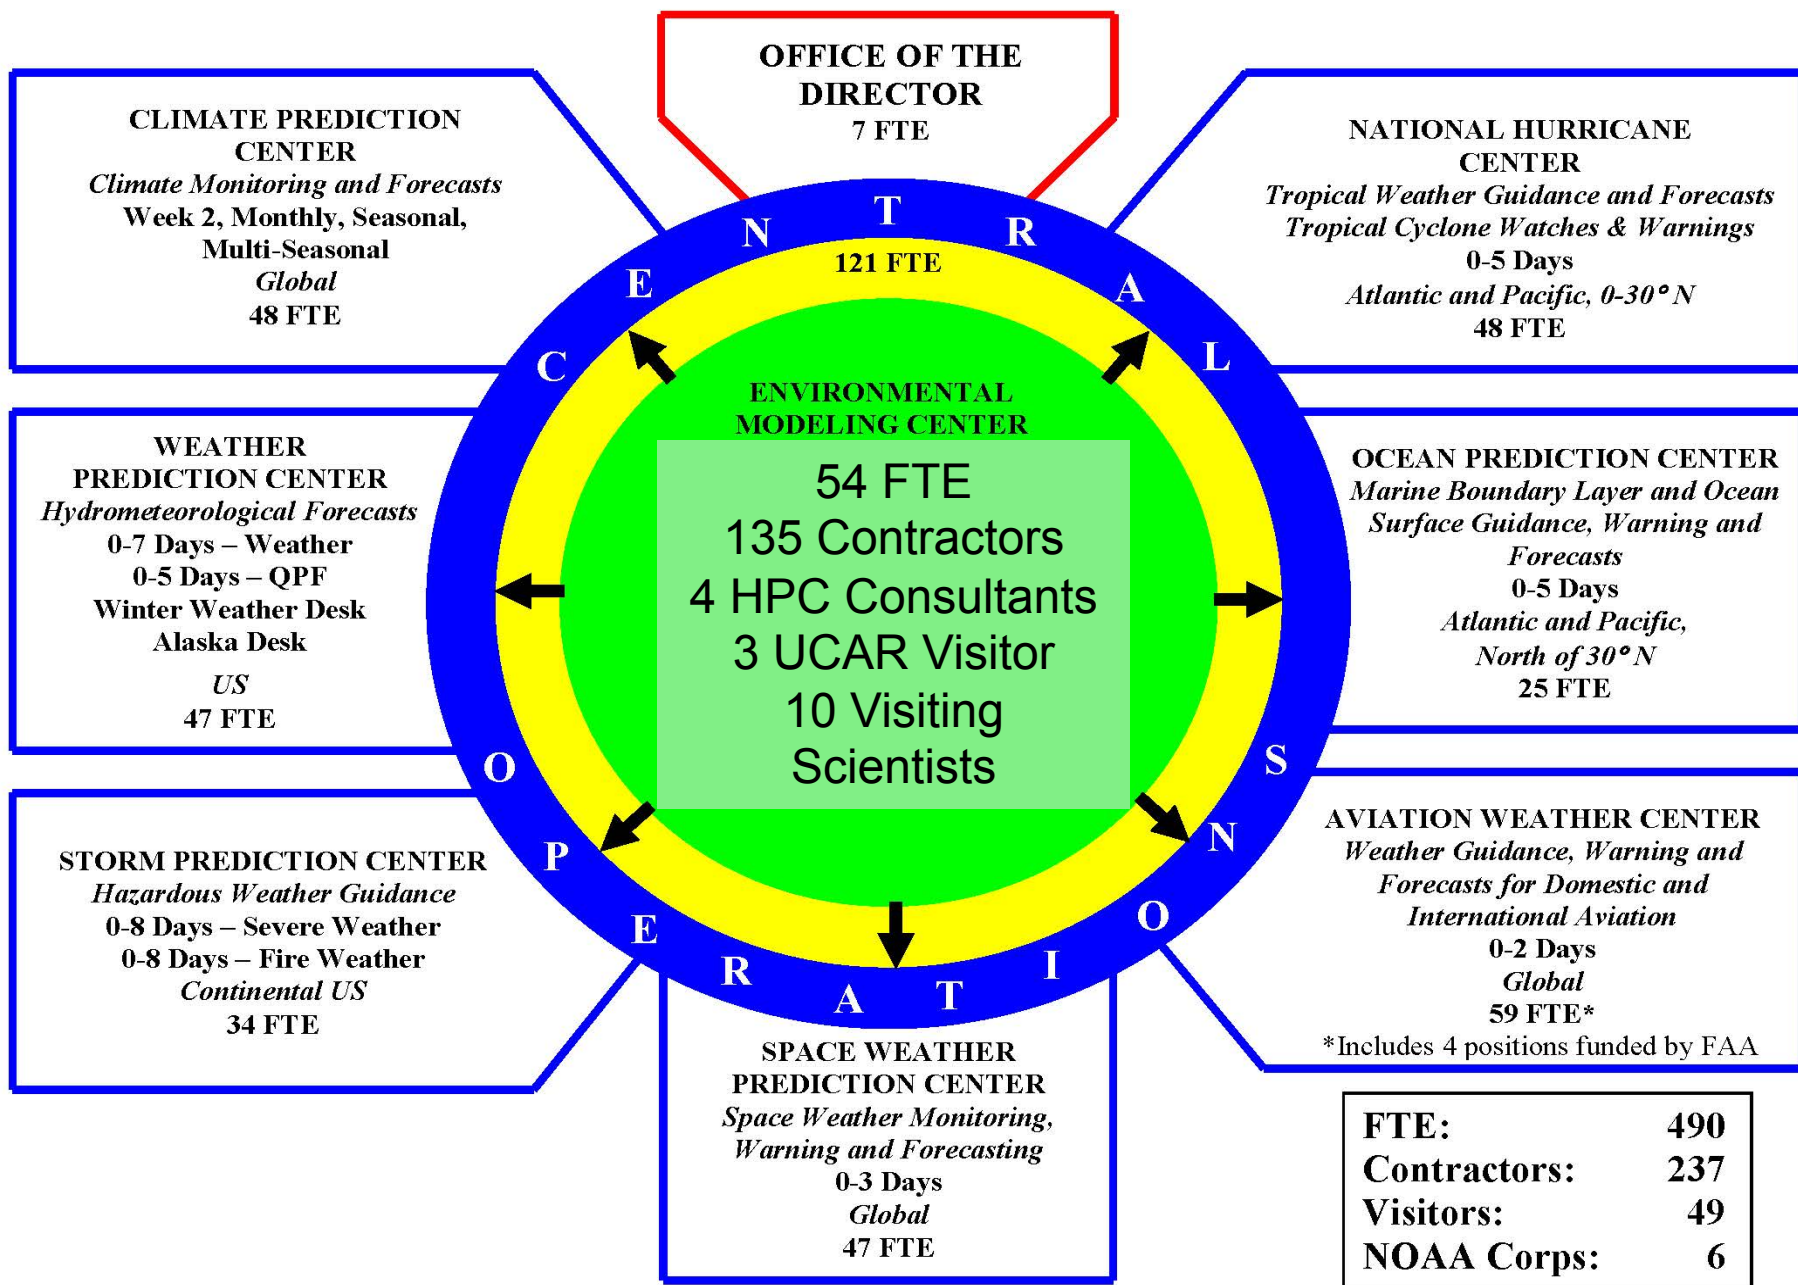 OFFICE OF THE
DIRECTOR
7 FTE
CLIMATE PREDICTION
CENTER
Climate Monitoring and Forecasts
Week 2, Monthly, Seasonal,
Multi-Seasonal
Global
48 FTE
NATIONAL HURRICANE
CENTER
Tropical Weather Guidance and Forecasts
Tropical Cyclone Watches & Warnings
0-5 Days
Atlantic and Pacific, 0-30° N
48 FTE
CENTRAL
121 FTE
ENVIRONMENTAL
MODELING CENTER
54 FTE
135 Contractors
4 HPC Consultants
3 UCAR Visitor
10 Visiting
Scientists
WEATHER
PREDICTION CENTER
Hydrometeorological Forecasts
0-7 Days – Weather
0-5 Days – QPF
Winter Weather Desk
Alaska Desk
US
47 FTE
OCEAN PREDICTION CENTER
Marine Boundary Layer and Ocean
Surface Guidance, Warning and
Forecasts
0-5 Days
Atlantic and Pacific,
North of 30° N
25 FTE
OPERATIONS
STORM PREDICTION CENTER
Hazardous Weather Guidance
0-8 Days – Severe Weather
0-8 Days – Fire Weather
Continental US
34 FTE
AVIATION WEATHER CENTER
Weather Guidance, Warning and
Forecasts for Domestic and
International Aviation
0-2 Days
Global
59 FTE*
*Includes 4 positions funded by FAA
SPACE WEATHER
PREDICTION CENTER
Space Weather Monitoring,
Warning and Forecasting
0-3 Days
Global
47 FTE
FTE: 490
Contractors: 237
Visitors: 49
NOAA Corps: 6